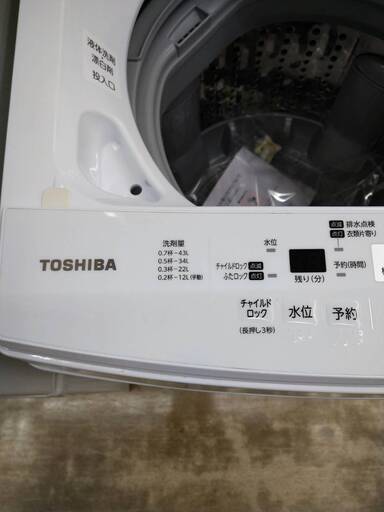 液体洗剤
漂白剤
投入口
TOSHIBA
洗剤量
0.7杯-43L
0.5杯-34L
0.3杯-22L
0.2杯-12L(手動)
水位
チャイルドロック 点滅
ふたロック 点灯
点滅 排水点検
点灯 衣類片寄り
残り(分)
予約(時間)
チャイルド
ロック
(長押し3秒)
水位
予約